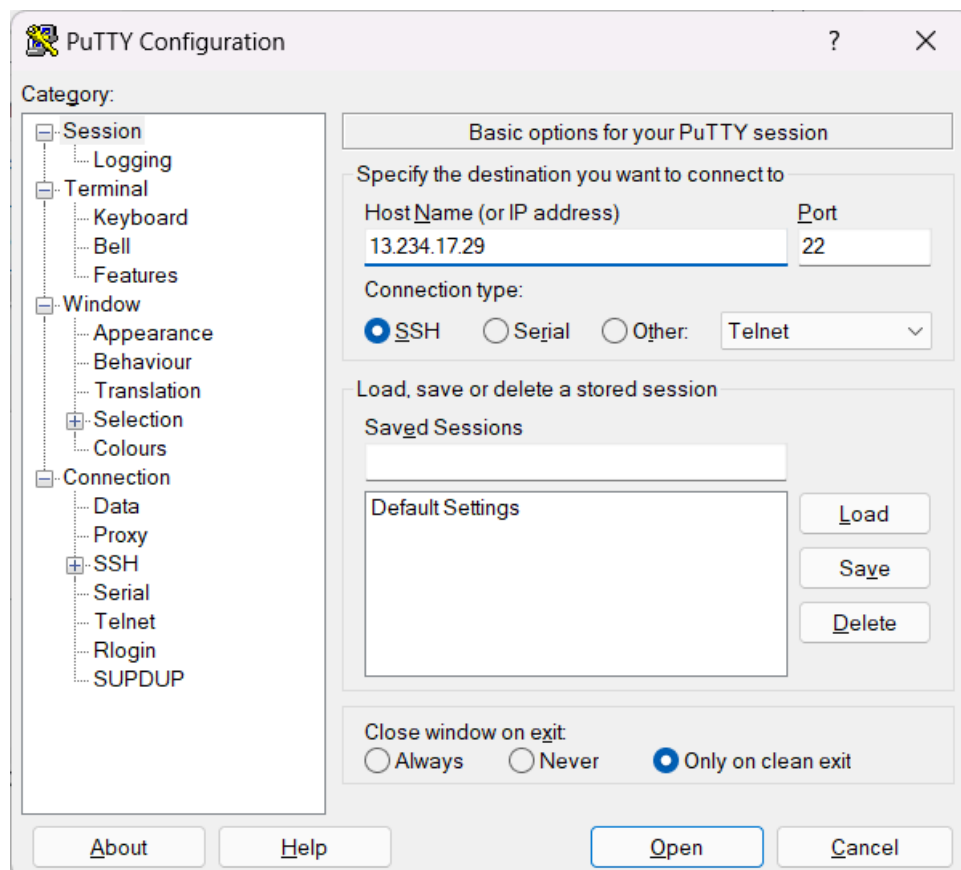 PuTTY Configuration
?
Category:
Session
Logging
Terminal
Keyboard
Bell
Features
Window
Appearance
Behaviour
Translation
Selection
Colours
Connection
Data
Proxy
SSH
Serial
Telnet
Rlogin
SUPDUP
Basic options for your PuTTY session
Specify the destination you want to connect to
Host Name (or IP address) Port
13.234.17.29 22
Connection type:
SSH Serial Other: Telnet
Load, save or delete a stored session
Saved Sessions
Default Settings
Load
Save
Delete
Close window on exit:
Always Never Only on clean exit
About Help Open Cancel